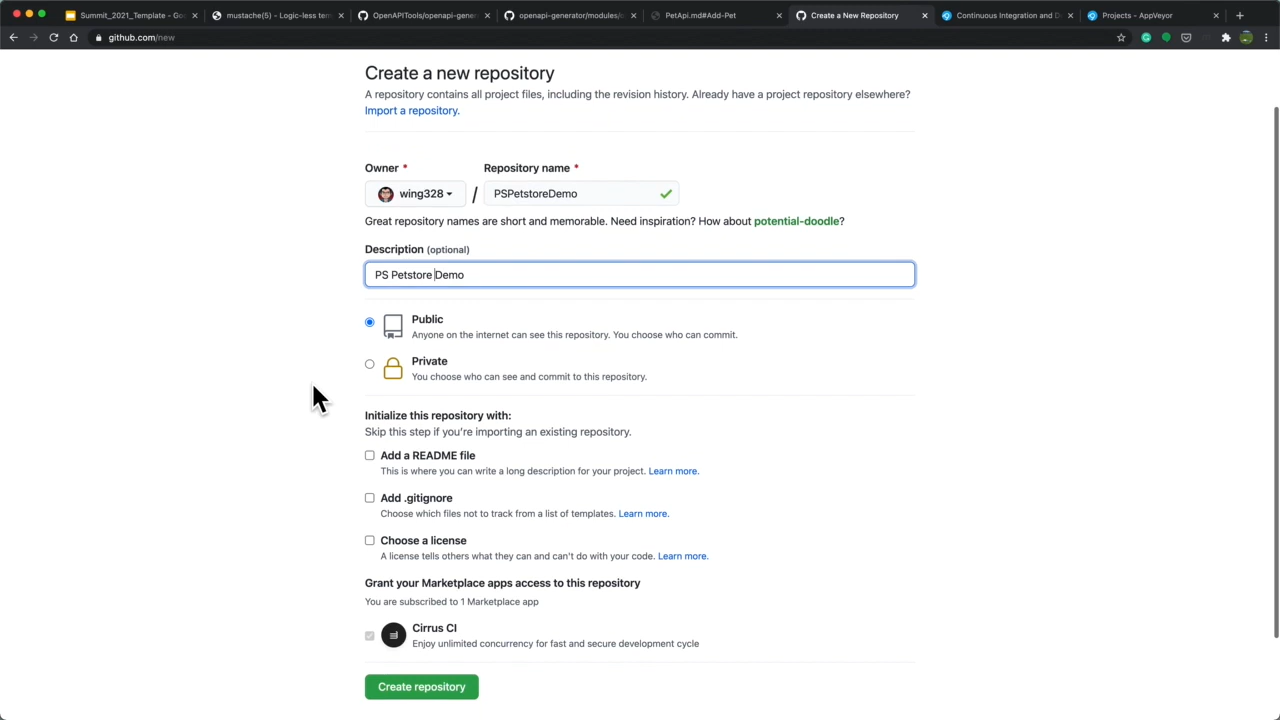 Summit_2021_Template - Go
mustache(5) - Logic-less tem
OpenAPITools/openapi-gener
openapi-generator/modules/o
PetApi.md#Add-Pet
Create a New Repository
Continuous Integration and D
Projects - AppVeyor
github.com/new
Create a new repository
A repository contains all project files, including the revision history. Already have a project repository elsewhere?
Import a repository.
Owner *
Repository name *
wing328
/
PSPetstoreDemo
Great repository names are short and memorable. Need inspiration? How about potential-doodle?
Description (optional)
PS Petstore Demo
Public
Anyone on the internet can see this repository. You choose who can commit.
Private
You choose who can see and commit to this repository.
Initialize this repository with:
Skip this step if you're importing an existing repository.
Add a README file
This is where you can write a long description for your project. Learn more.
Add .gitignore
Choose which files not to track from a list of templates. Learn more.
Choose a license
A license tells others what they can and can't do with your code. Learn more.
Grant your Marketplace apps access to this repository
You are subscribed to 1 Marketplace app
Cirrus CI
Enjoy unlimited concurrency for fast and secure development cycle
Create repository